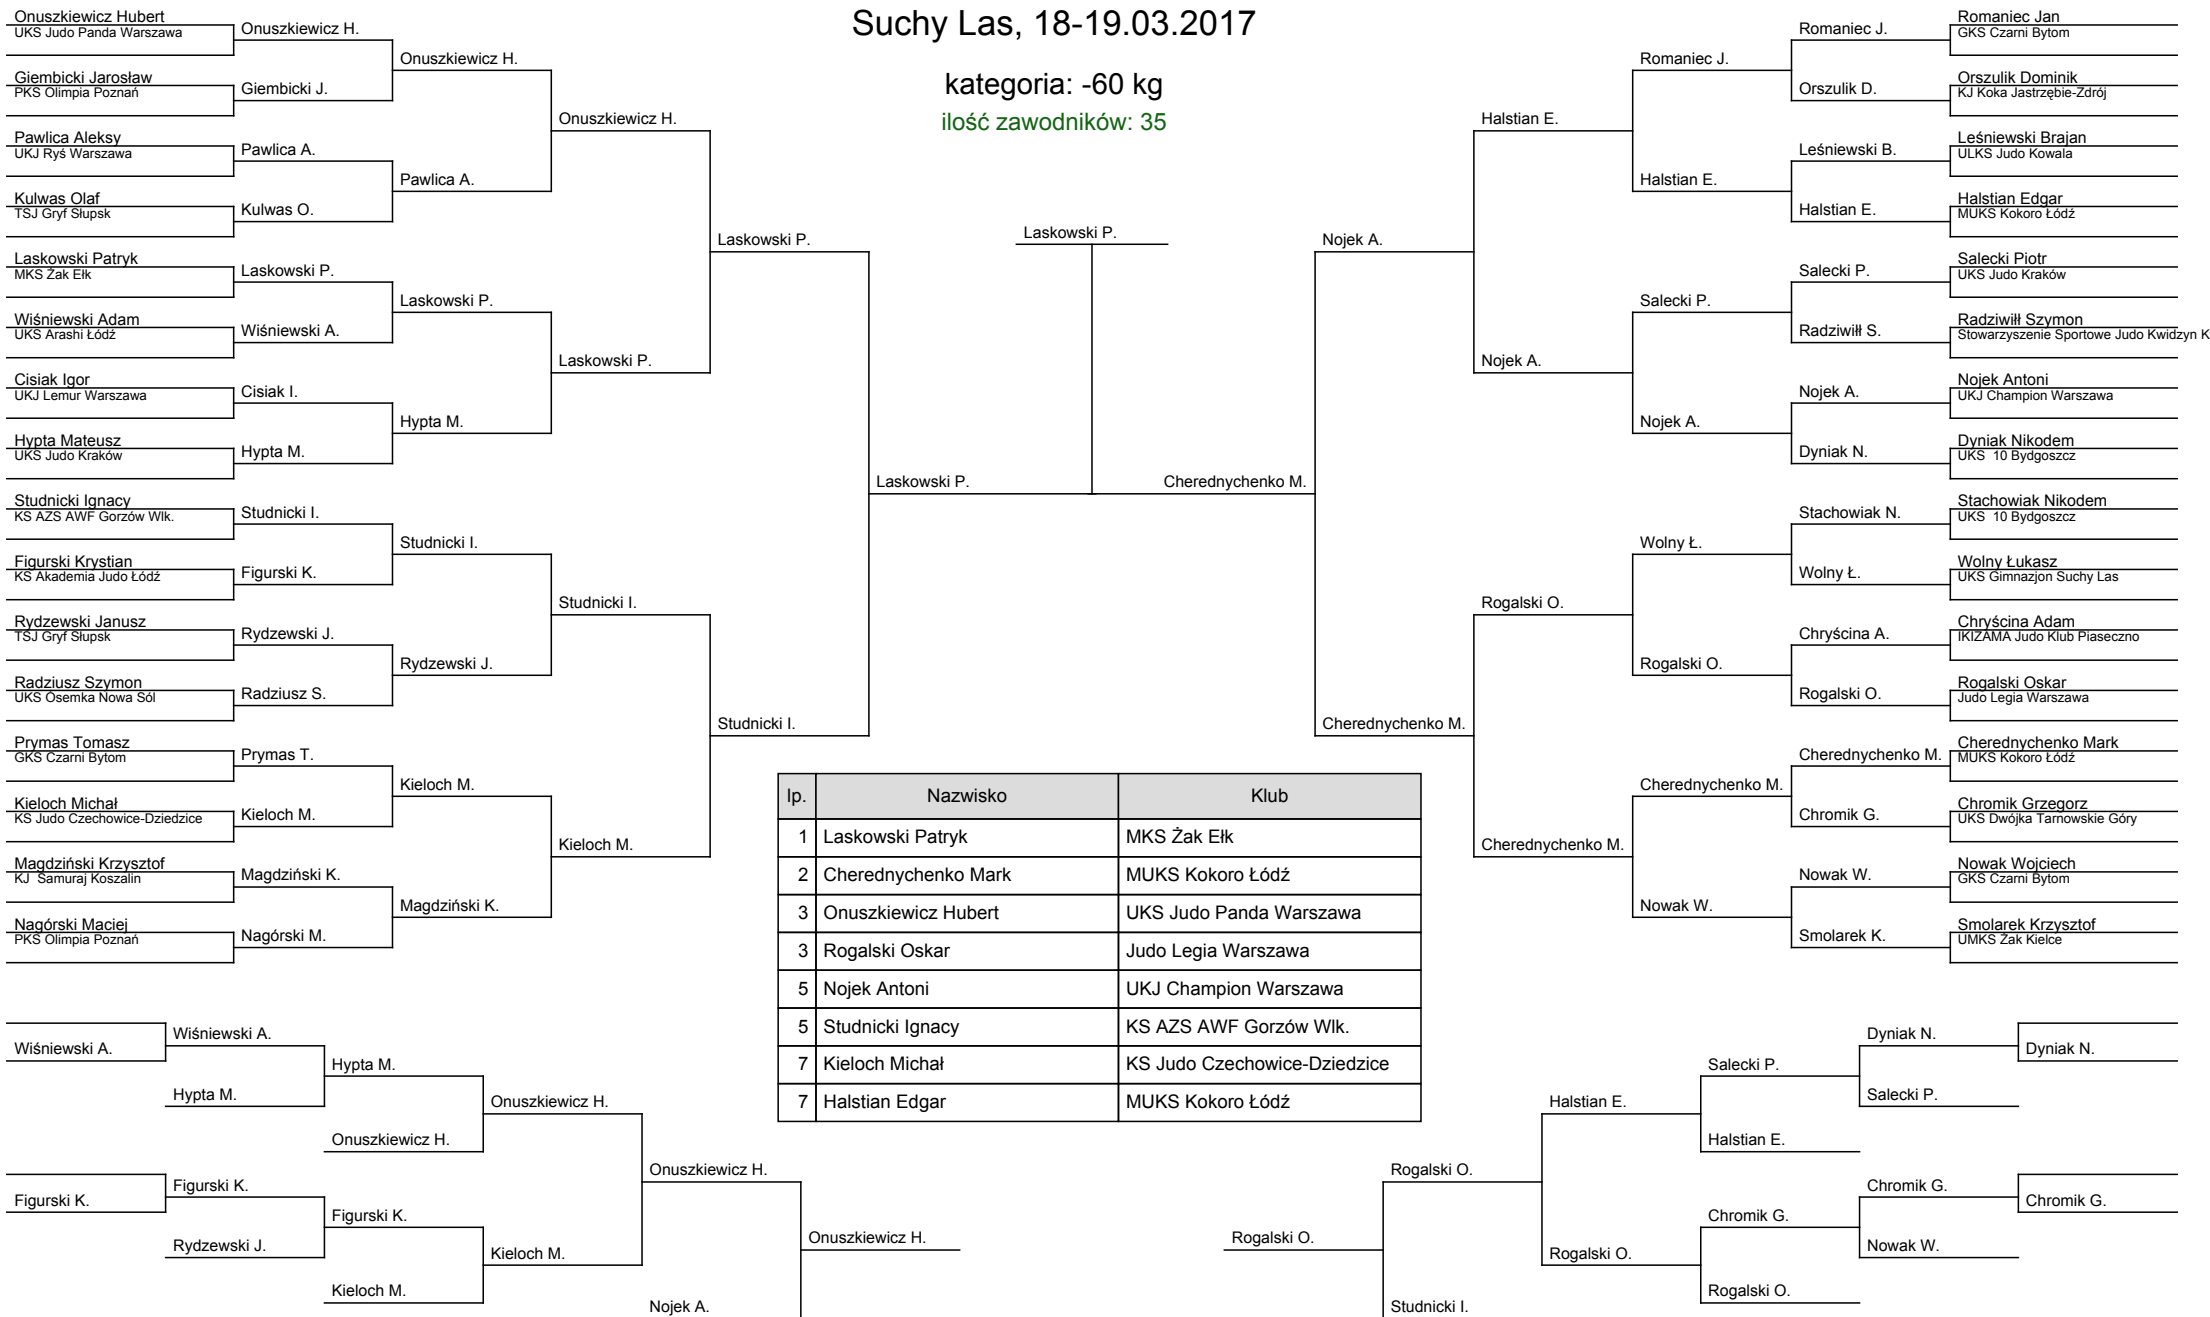 Suchy Las, 18-19.03.2017
kategoria: -60 kg
ilość zawodników: 35
Onuszkiewicz Hubert
UKS Judo Panda Warszawa
Giembicki Jarosław
PKS Olimpia Poznań
Pawlica Aleksy
UKJ Ryś Warszawa
Kulwas Olaf
TSJ Gryf Słupsk
Laskowski Patryk
MKS Żak Ełk
Wiśniewski Adam
UKS Arashi Łódź
Cisiak Igor
UKJ Lemur Warszawa
Hypta Mateusz
UKS Judo Kraków
Studnicki Ignacy
KS AZS AWF Gorzów Wlk.
Figurski Krystian
KS Akademia Judo Łódź
Rydzewski Janusz
TSJ Gryf Słupsk
Radziusz Szymon
UKS Ósemka Nowa Sól
Prymas Tomasz
GKS Czarni Bytom
Kieloch Michał
KS Judo Czechowice-Dziedzice
Magdziński Krzysztof
KJ  Samuraj Koszalin
Nagórski Maciej
PKS Olimpia Poznań
Onuszkiewicz H.
Giembicki J.
Pawlica A.
Kulwas O.
Laskowski P.
Wiśniewski A.
Cisiak I.
Hypta M.
Studnicki I.
Figurski K.
Rydzewski J.
Radziusz S.
Prymas T.
Kieloch M.
Magdziński K.
Nagórski M.
Onuszkiewicz H.
Pawlica A.
Laskowski P.
Hypta M.
Studnicki I.
Rydzewski J.
Kieloch M.
Magdziński K.
Onuszkiewicz H.
Laskowski P.
Studnicki I.
Kieloch M.
Laskowski P.
Studnicki I.
Laskowski P.
Laskowski P.
Cherednychenko M.
Nojek A.
Cherednychenko M.
Halstian E.
Nojek A.
Rogalski O.
Cherednychenko M.
Romaniec J.
Halstian E.
Salecki P.
Nojek A.
Wolny Ł.
Rogalski O.
Cherednychenko M.
Nowak W.
Romaniec J.
Orszulik D.
Leśniewski B.
Halstian E.
Salecki P.
Radziwiłł S.
Nojek A.
Dyniak N.
Stachowiak N.
Wolny Ł.
Chryścina A.
Rogalski O.
Cherednychenko M.
Chromik G.
Nowak W.
Smolarek K.
Romaniec Jan
GKS Czarni Bytom
Orszulik Dominik
KJ Koka Jastrzębie-Zdrój
Leśniewski Brajan
ULKS Judo Kowala
Halstian Edgar
MUKS Kokoro Łódź
Salecki Piotr
UKS Judo Kraków
Radziwiłł Szymon
Stowarzyszenie Sportowe Judo Kwidzyn K
Nojek Antoni
UKJ Champion Warszawa
Dyniak Nikodem
UKS  10 Bydgoszcz
Stachowiak Nikodem
UKS  10 Bydgoszcz
Wolny Łukasz
UKS Gimnazjon Suchy Las
Chryścina Adam
IKIZAMA Judo Klub Piaseczno
Rogalski Oskar
Judo Legia Warszawa
Cherednychenko Mark
MUKS Kokoro Łódź
Chromik Grzegorz
UKS Dwójka Tarnowskie Góry
Nowak Wojciech
GKS Czarni Bytom
Smolarek Krzysztof
UMKS Żak Kielce
lp. Nazwisko Klub
1 Laskowski Patryk MKS Żak Ełk
2 Cherednychenko Mark MUKS Kokoro Łódź
3 Onuszkiewicz Hubert UKS Judo Panda Warszawa
3 Rogalski Oskar Judo Legia Warszawa
5 Nojek Antoni UKJ Champion Warszawa
5 Studnicki Ignacy KS AZS AWF Gorzów Wlk.
7 Kieloch Michał KS Judo Czechowice-Dziedzice
7 Halstian Edgar MUKS Kokoro Łódź
Wiśniewski A.
Figurski K.
Wiśniewski A.
Hypta M.
Figurski K.
Rydzewski J.
Hypta M.
Onuszkiewicz H.
Figurski K.
Kieloch M.
Onuszkiewicz H.
Kieloch M.
Onuszkiewicz H.
Nojek A.
Onuszkiewicz H.
Rogalski O.
Rogalski O.
Studnicki I.
Halstian E.
Rogalski O.
Salecki P.
Halstian E.
Chromik G.
Rogalski O.
Dyniak N.
Salecki P.
Chromik G.
Nowak W.
Dyniak N.
Chromik G.